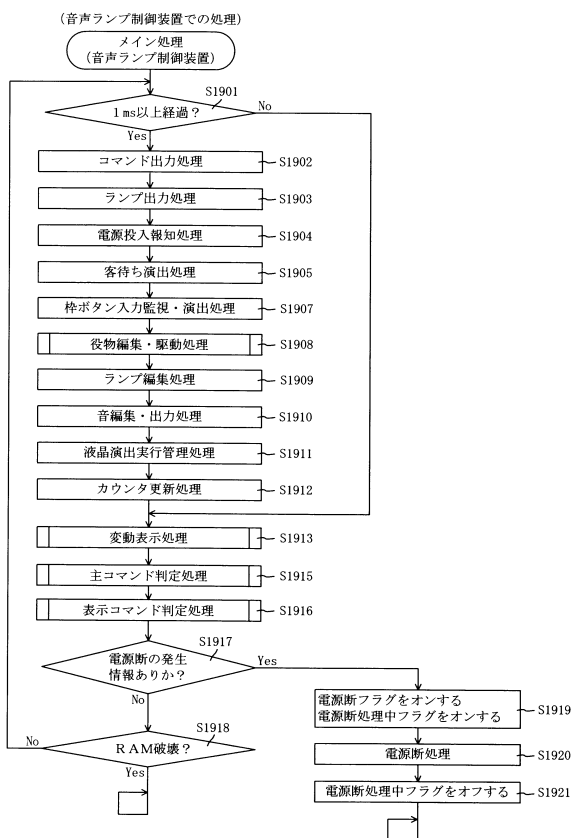 (音声ランプ制御装置での処理)
メイン処理
(音声ランプ制御装置)
S1901
1ms以上経過?
No
Yes
コマンド出力処理
S1902
ランプ出力処理
S1903
電源投入報知処理
S1904
客待ち演出処理
S1905
枠ボタン入力監視・演出処理
S1907
役物編集・駆動処理
S1908
ランプ編集処理
S1909
音編集・出力処理
S1910
液晶演出実行管理処理
S1911
カウンタ更新処理
S1912
変動表示処理
S1913
主コマンド判定処理
S1915
表示コマンド判定処理
S1916
S1917
電源断の発生
情報ありか?
Yes
No
電源断フラグをオンする
電源断処理中フラグをオンする
S1919
S1918
RAM破壊?
No
Yes
電源断処理
S1920
電源断処理中フラグをオフする
S1921